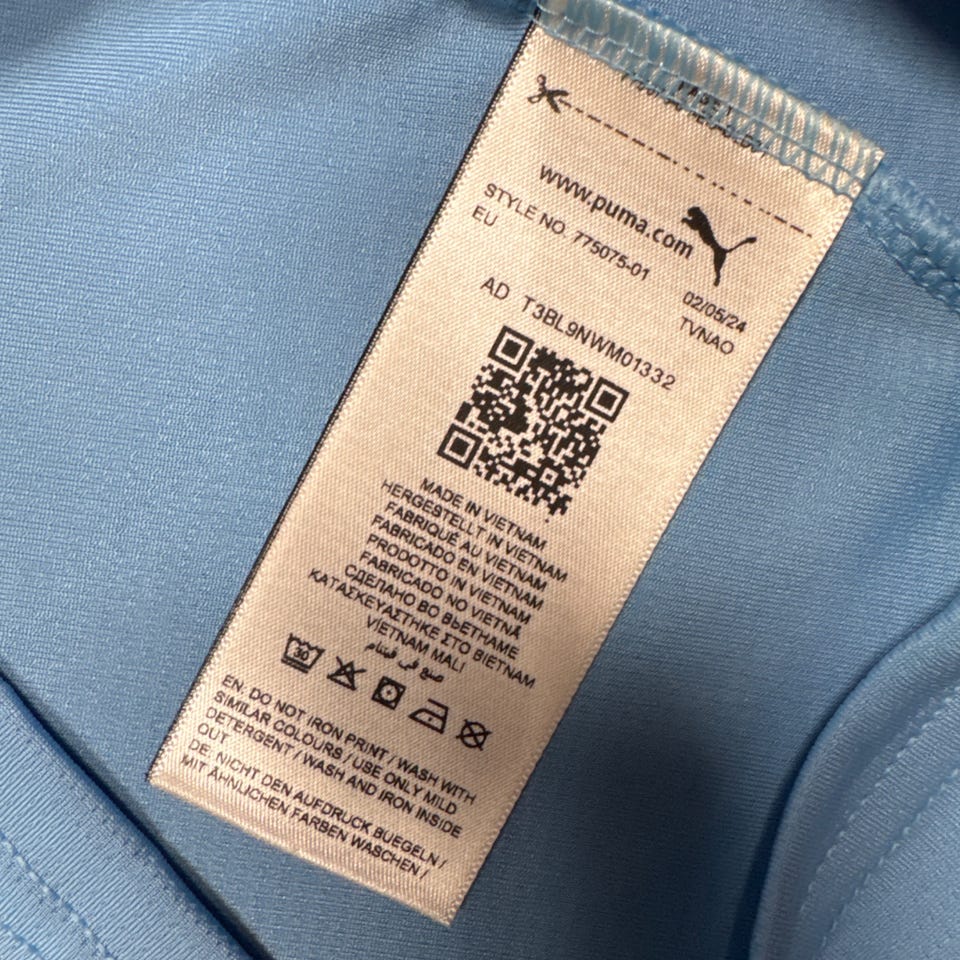 www.puma.com
STYLE NO. 775075-01
EU
02/05/24
TVNAO
AD T3BL9NWM01332
MADE IN VIETNAM
HERGESTELLT IN VIETNAM
FABRIQUÉ AU VIETNAM
FABRICADO EN VIETNAM
PRODOTTO IN VIETNAM
FABRICADO NO VIETNÃ
СДЕЛАНО ВО ВЬЕТНАМЕ
ΚΑΤΑΣΚΕΥΑΣΤΗΚΕ ΣΤΟ ΒΙΕΤΝΑΜ
VİETNAM MALI
صنع في فيتنام
30
EN. DO NOT IRON PRINT / WASH WITH
SIMILAR COLOURS / USE ONLY MILD
DETERGENT / WASH AND IRON INSIDE
OUT
DE. NICHT DEN AUFDRUCK BUEGELN /
MIT ÄHNLICHEN FARBEN WASCHEN /